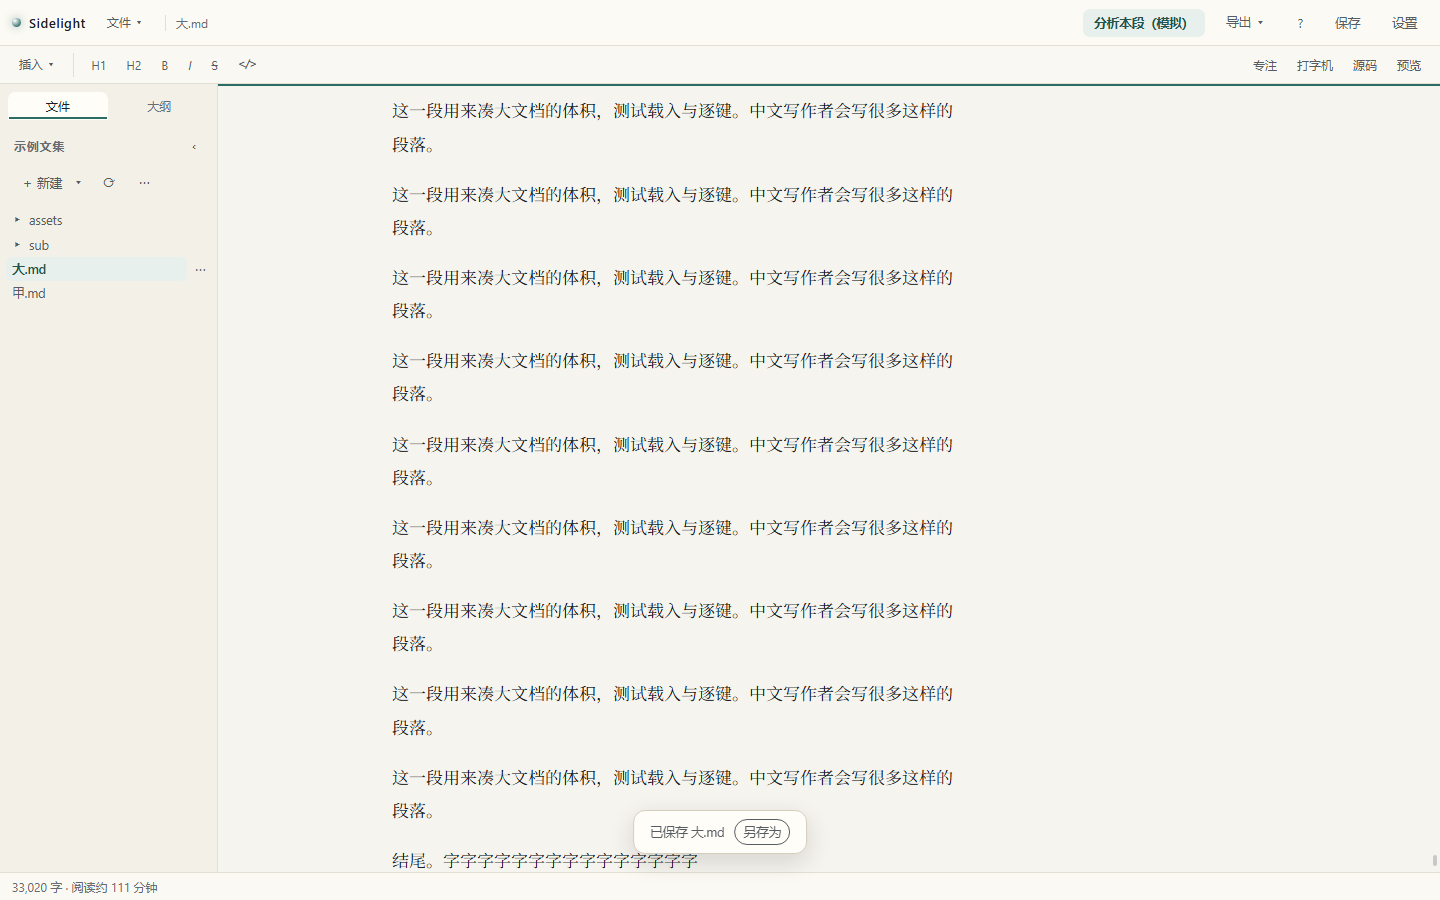 Sidelight 文件 大.md 分析本段（模拟） 导出 ? 保存 设置
插入 H1 H2 B I S </> 专注 打字机 源码 预览
文件 大纲
示例文集
+ 新建 ...
assets
sub
大.md ...
甲.md
这一段用来凑大文档的体积，测试载入与逐键。中文写作者会写很多这样的
段落。
这一段用来凑大文档的体积，测试载入与逐键。中文写作者会写很多这样的
段落。
这一段用来凑大文档的体积，测试载入与逐键。中文写作者会写很多这样的
段落。
这一段用来凑大文档的体积，测试载入与逐键。中文写作者会写很多这样的
段落。
这一段用来凑大文档的体积，测试载入与逐键。中文写作者会写很多这样的
段落。
这一段用来凑大文档的体积，测试载入与逐键。中文写作者会写很多这样的
段落。
这一段用来凑大文档的体积，测试载入与逐键。中文写作者会写很多这样的
段落。
这一段用来凑大文档的体积，测试载入与逐键。中文写作者会写很多这样的
段落。
这一段用来凑大文档的体积，测试载入与逐键。中文写作者会写很多这样的
段落。
已保存 大.md 另存为
结尾。字字字字字字字字字字字字字字字
33,020 字 · 阅读约 111 分钟